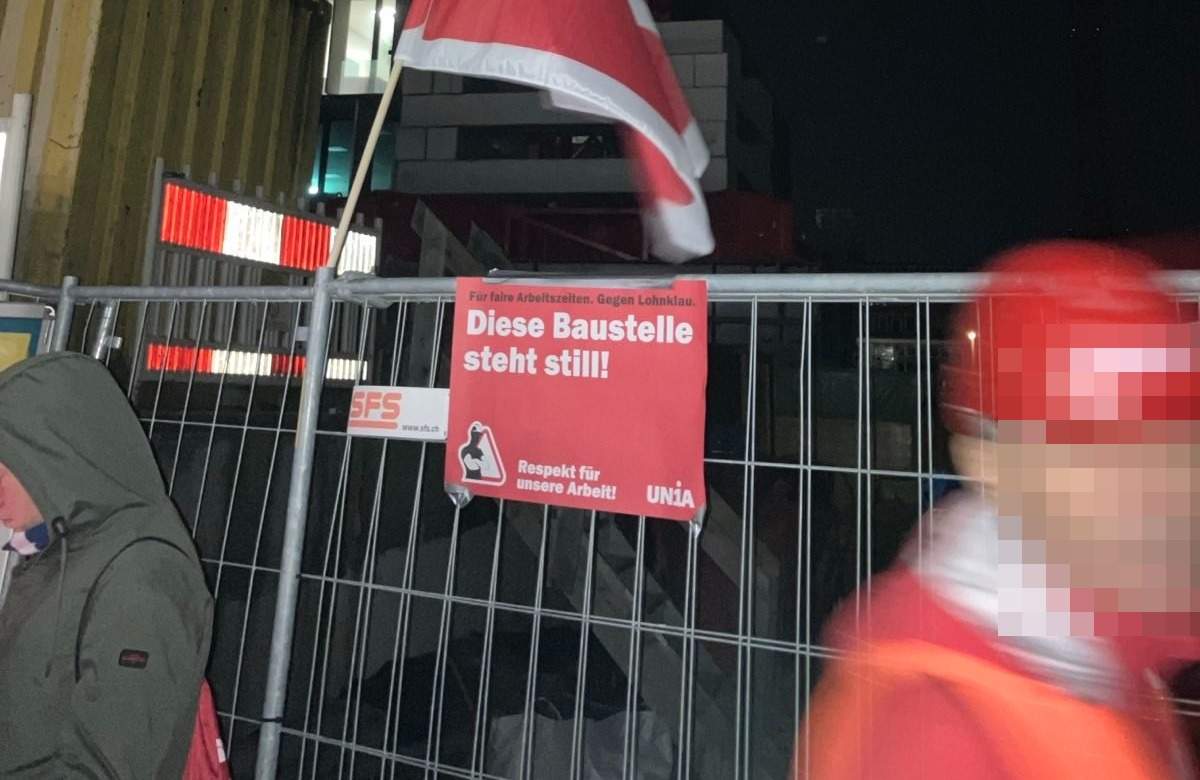 Für faire Arbeitszeiten. Gegen Lohnklau.
Diese Baustelle
steht still!
SFS
www.sfs.ch
Respekt für
unsere Arbeit!
UNiA